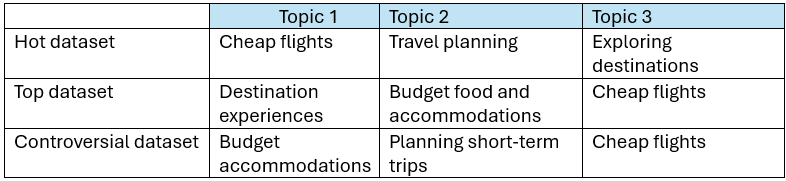 Topic 1 Topic 2 Topic 3
Hot dataset Cheap flights Travel planning Exploring
destinations
Top dataset Destination Budget food and Cheap flights
experiences accommodations
Controversial dataset Budget Planning short-term Cheap flights
accommodations trips